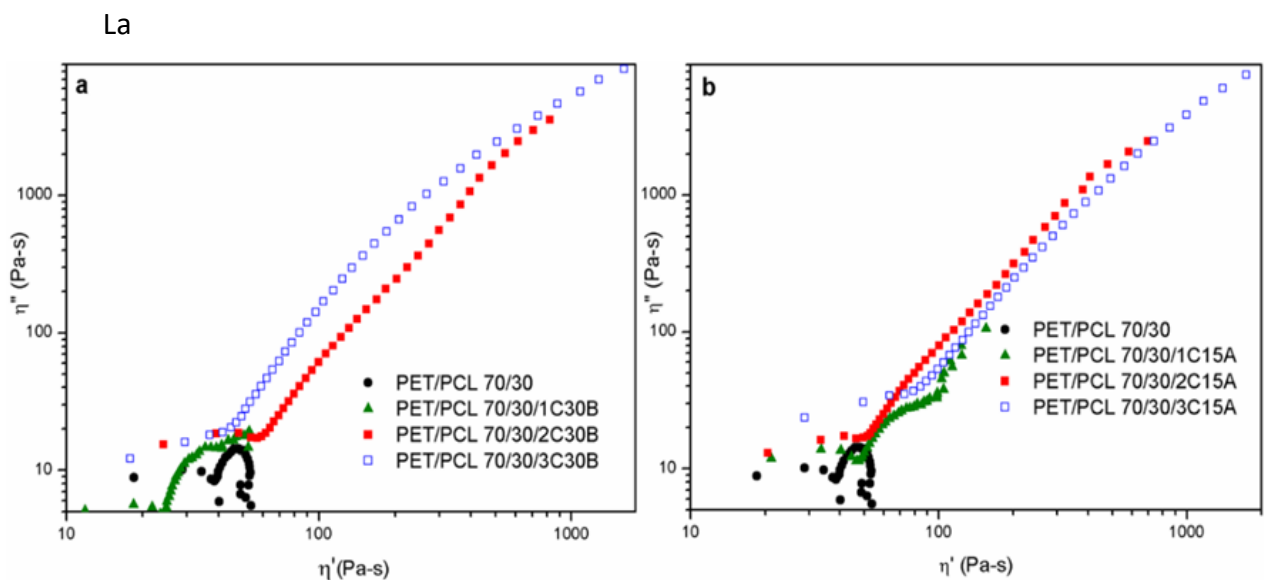 La
a
1000
100
10
η" (Pa-s)
PET/PCL 70/30
PET/PCL 70/30/1C30B
PET/PCL 70/30/2C30B
PET/PCL 70/30/3C30B
10 100 1000
η'(Pa-s)
b
1000
100
10
η" (Pa-s)
PET/PCL 70/30
PET/PCL 70/30/1C15A
PET/PCL 70/30/2C15A
PET/PCL 70/30/3C15A
10 100 1000
η' (Pa-s)